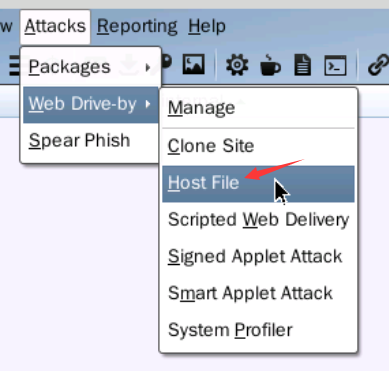 w Attacks Reporting Help
Packages
Web Drive-by
Spear Phish
Manage
Clone Site
Host File
Scripted Web Delivery
Signed Applet Attack
Smart Applet Attack
System Profiler